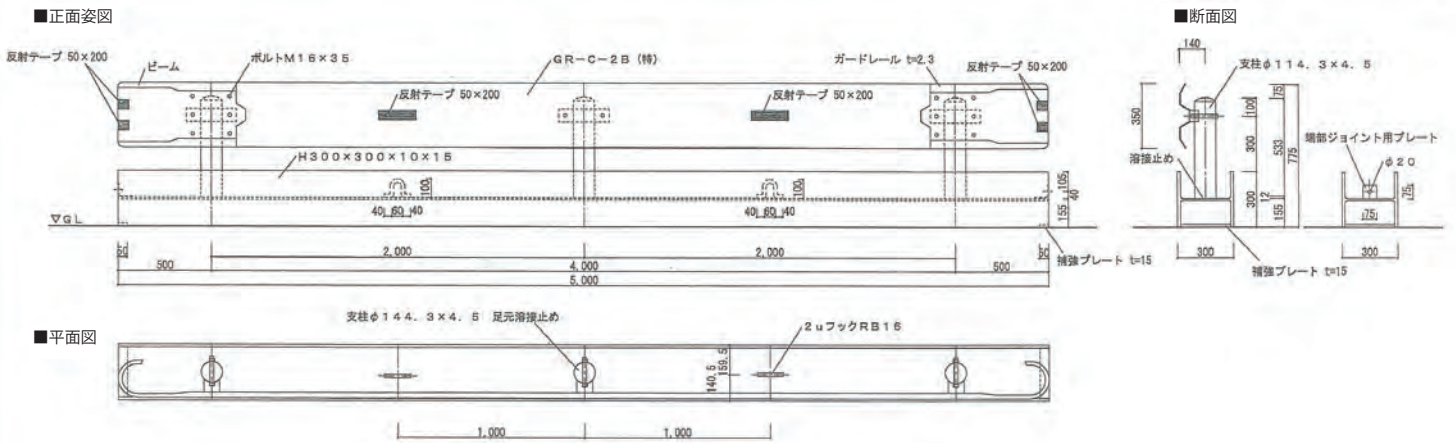 ■正面姿図
反射テープ 50×200
ビーム
ボルトM16×35
GR-C-2B (特)
ガードレール t=2.3
反射テープ 50×200
反射テープ 50×200
反射テープ 50×200
H300×300×10×15
100
100
40 60 40
40 60 40
105
40
155
▽GL
50
50
500
2,000
2,000
500
4,000
5,000
補強プレート t=15
■断面図
140
支柱φ114.3×4.5
350
75
100
300
533
775
端部ジョイント用プレート
溶接止め
φ20
300
12
155
75
75
300
300
補強プレート t=15
■平面図
支柱φ144.3×4.5 足元溶接止め
2uフックRB16
159.5
140.5
1,000
1,000